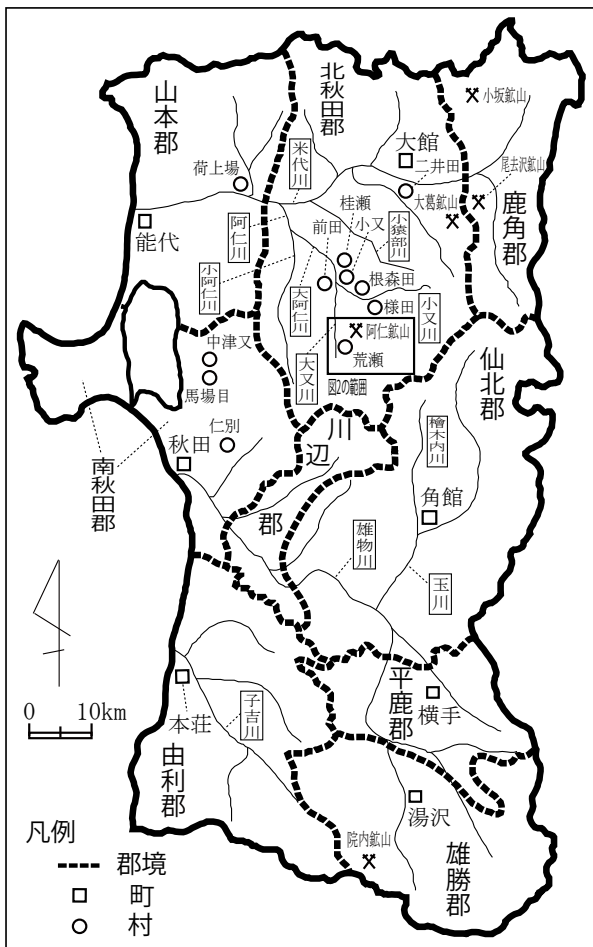 山本郡
北秋田郡
小坂鉱山
大館
二井田
尾去沢鉱山
大葛鉱山
鹿角郡
荷上場
米代川
能代
阿仁川
桂瀬
前田
小又
小猿部川
根森田
様田
小阿仁川
大阿仁川
小又川
阿仁鉱山
荒瀬
大又川
図2の範囲
中津又
馬場目
仁別
秋田
南秋田郡
川
辺
郡
仙北郡
檜木内川
角館
雄物川
玉川
平鹿郡
横手
0 10km
本荘
子吉川
由利郡
湯沢
院内鉱山
雄勝郡
凡例
郡境
町
村